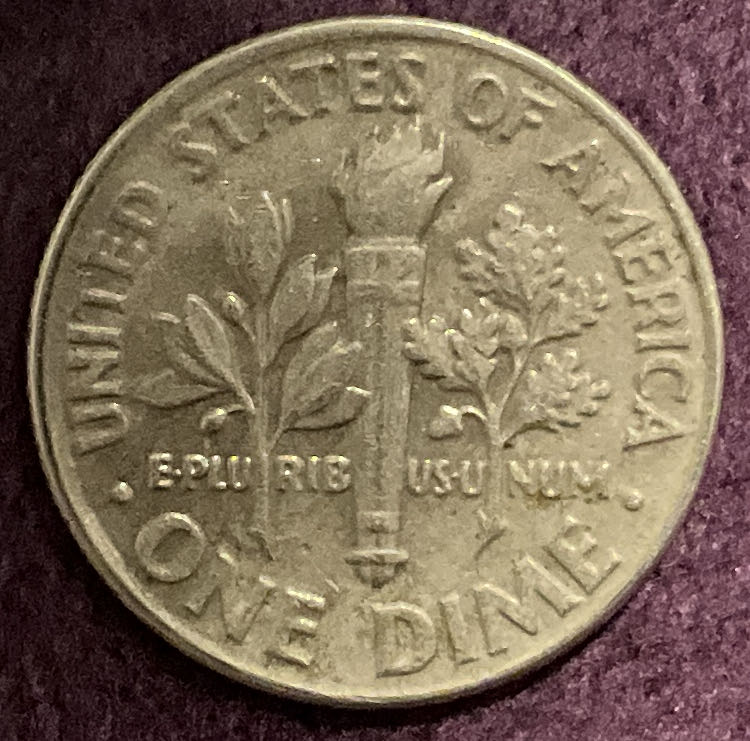 UNITED STATES OF AMERICA
E·PLU RIB US·U NUM
· ONE DIME ·